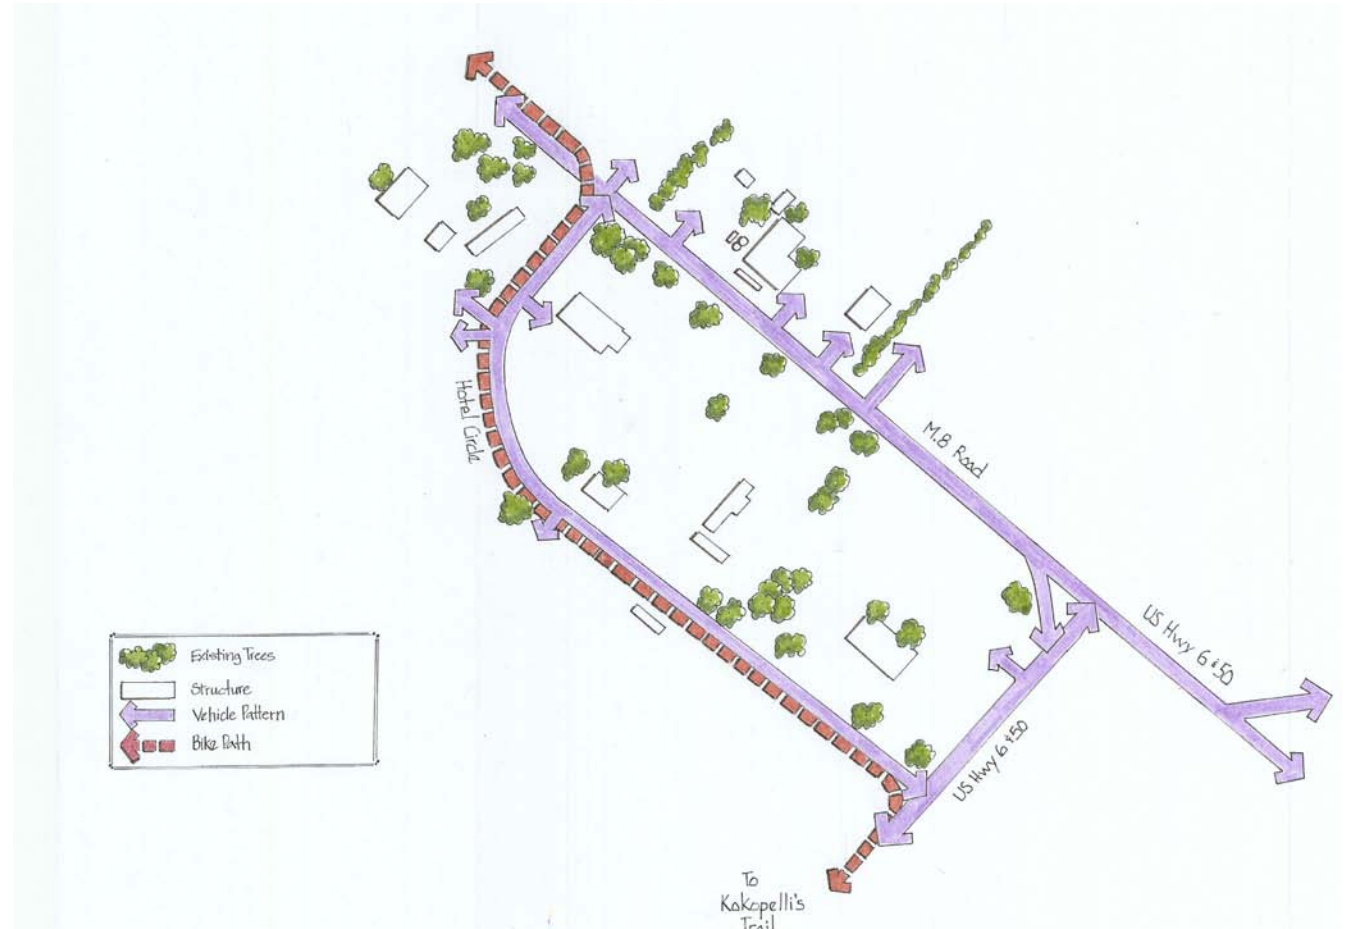 Hotel Circle
M.8 Road
US Hwy 6 & 50
US Hwy 6 & 50
Existing Trees
Structure
Vehicle Pattern
Bike Path
To
Kokopelli's
Trail